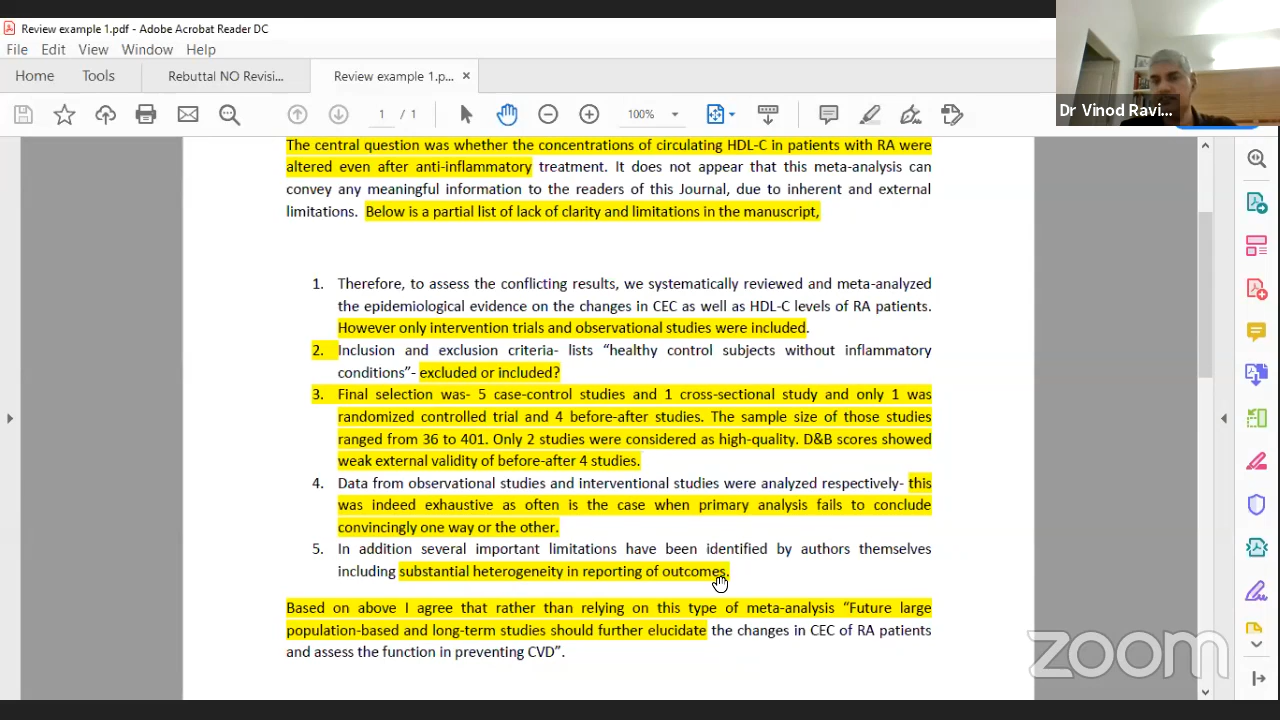 Review example 1.pdf - Adobe Acrobat Reader DC
File Edit View Window Help
Home Tools Rebuttal NO Revisi... Review example 1.p... ×
1 / 1 100%
Dr Vinod Ravi...
The central question was whether the concentrations of circulating HDL-C in patients with RA were
altered even after anti-inflammatory treatment. It does not appear that this meta-analysis can
convey any meaningful information to the readers of this Journal, due to inherent and external
limitations. Below is a partial list of lack of clarity and limitations in the manuscript,
1. Therefore, to assess the conflicting results, we systematically reviewed and meta-analyzed
the epidemiological evidence on the changes in CEC as well as HDL-C levels of RA patients.
However only intervention trials and observational studies were included.
2. Inclusion and exclusion criteria- lists “healthy control subjects without inflammatory
conditions”- excluded or included?
3. Final selection was- 5 case-control studies and 1 cross-sectional study and only 1 was
randomized controlled trial and 4 before-after studies. The sample size of those studies
ranged from 36 to 401. Only 2 studies were considered as high-quality. D&B scores showed
weak external validity of before-after 4 studies.
4. Data from observational studies and interventional studies were analyzed respectively- this
was indeed exhaustive as often is the case when primary analysis fails to conclude
convincingly one way or the other.
5. In addition several important limitations have been identified by authors themselves
including substantial heterogeneity in reporting of outcomes.
Based on above I agree that rather than relying on this type of meta-analysis “Future large
population-based and long-term studies should further elucidate the changes in CEC of RA patients
and assess the function in preventing CVD”.
zoom